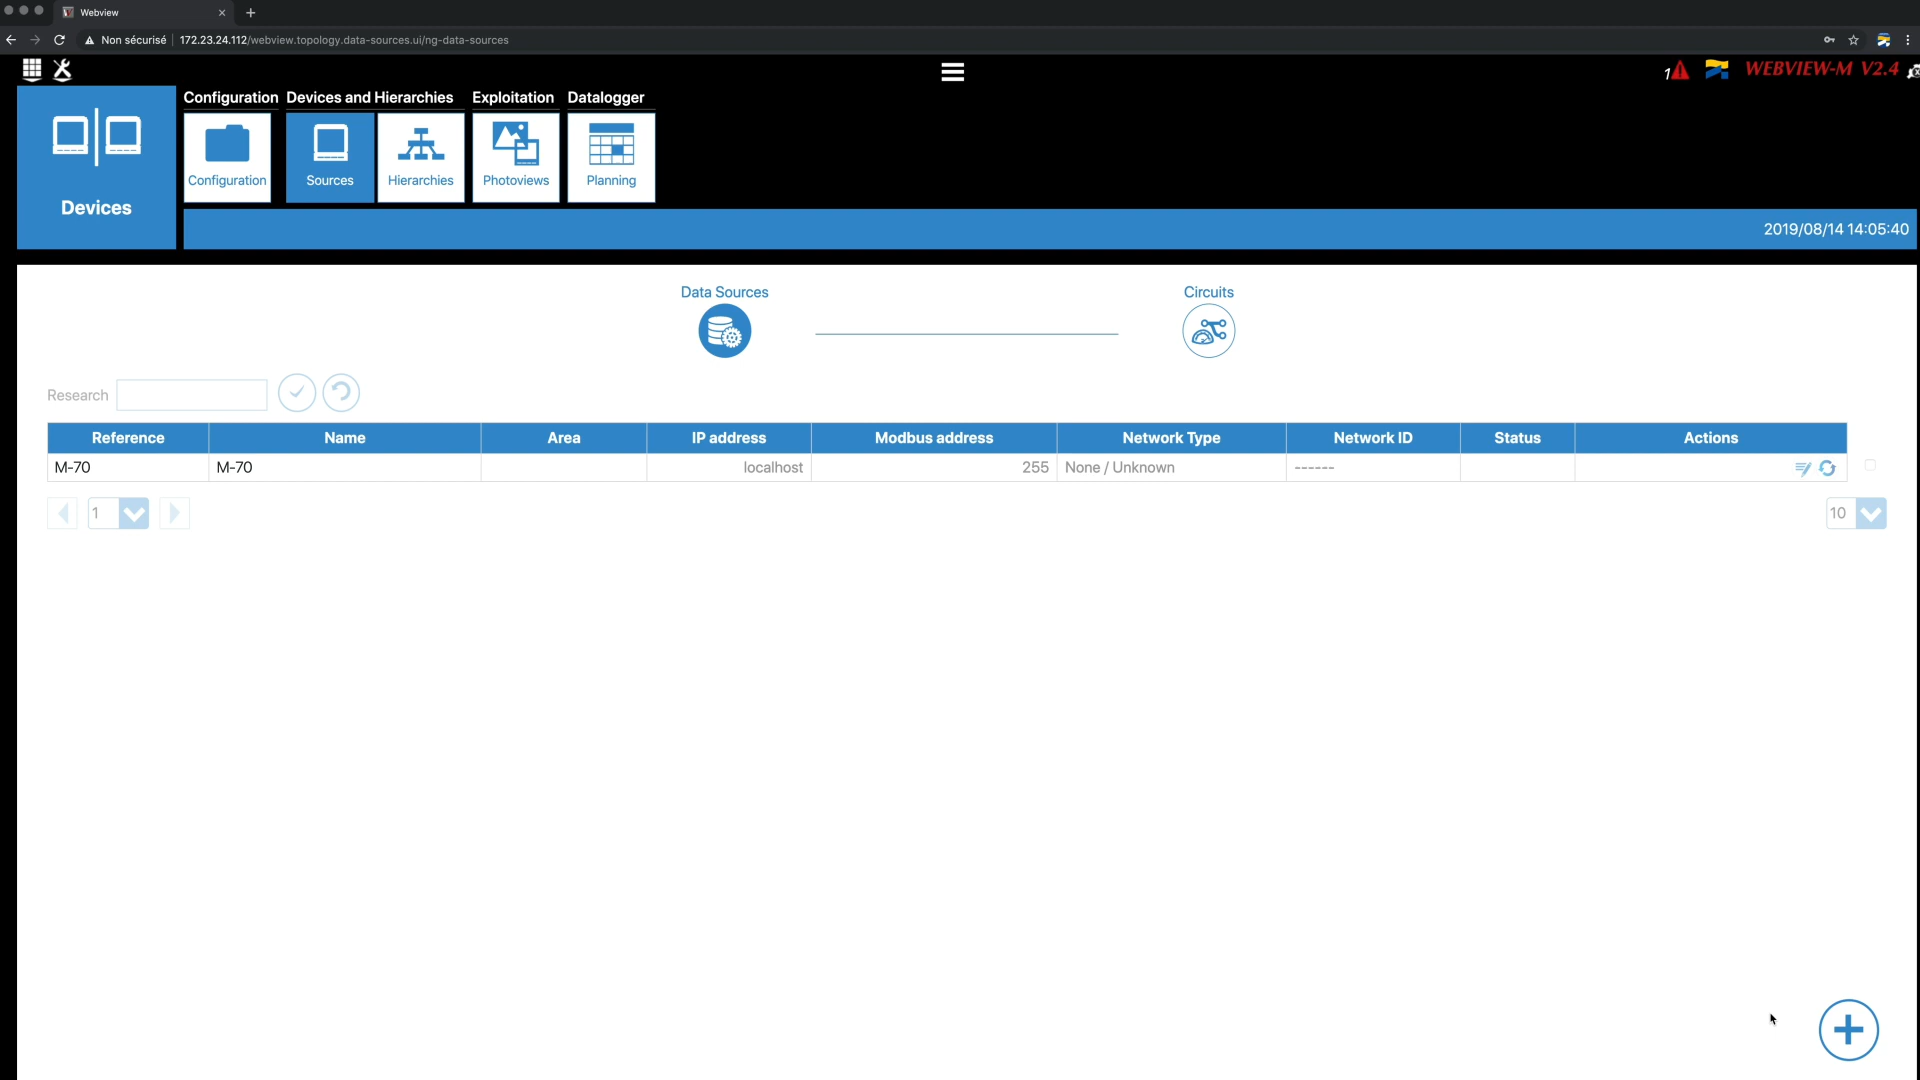 Webview
Non sécurisé 172.23.24.112/webview.topology.data-sources.ui/ng-data-sources
1 WEBVIEW-M V2.4
Configuration Devices and Hierarchies Exploitation Datalogger
Configuration Sources Hierarchies Photoviews Planning
Devices
2019/08/14 14:05:40
Data Sources Circuits
Research
Reference Name Area IP address Modbus address Network Type Network ID Status Actions
M-70 M-70 localhost 255 None / Unknown ------
1 10